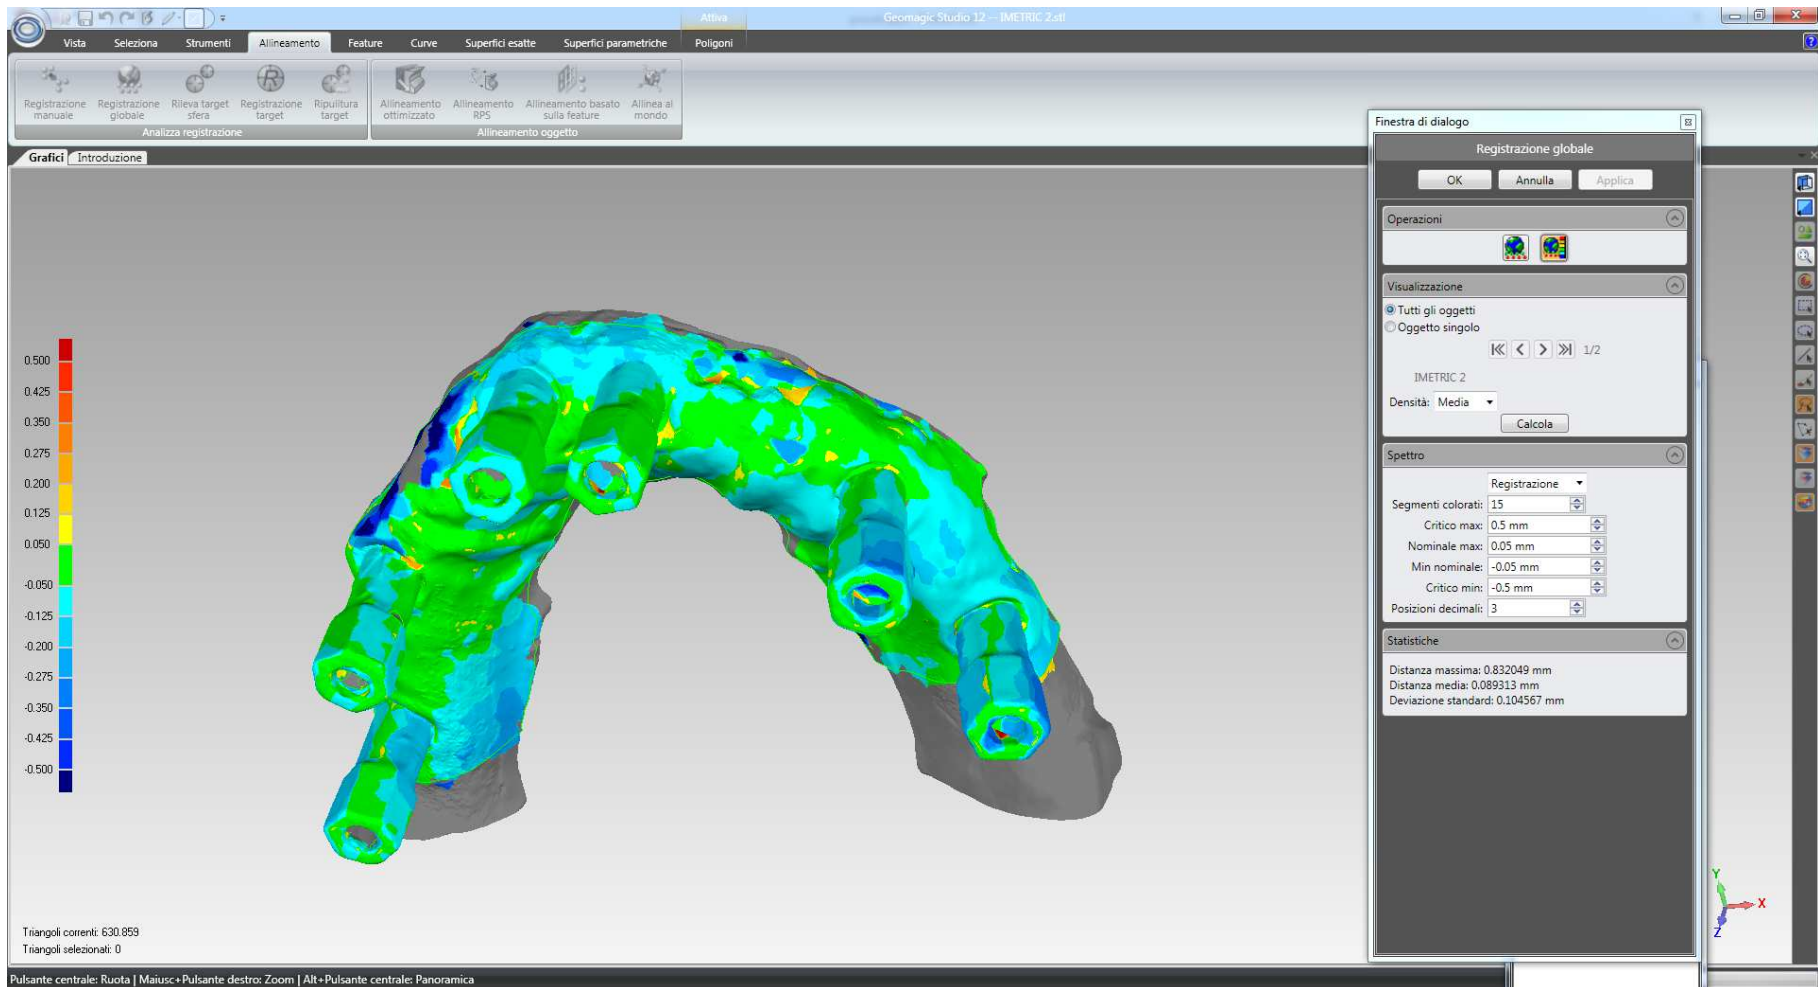 Attiva
Geomagic Studio 12 -- IMETRIC 2.stl
Vista Seleziona Strumenti Allineamento Feature Curve Superfici esatte Superfici parametriche Poligoni
Registrazione manuale
Registrazione globale
Rileva target sfera
Registrazione target
Ripulitura target
Allineamento ottimizzato
Allineamento RPS
Allineamento basato sulla feature
Allinea al mondo
Analizza registrazione
Allineamento oggetto
Grafici Introduzione
0.500
0.425
0.350
0.275
0.200
0.125
0.050
-0.050
-0.125
-0.200
-0.275
-0.350
-0.425
-0.500
Triangoli correnti: 630.859
Triangoli selezionati: 0
Finestra di dialogo
Registrazione globale
OK Annulla Applica
Operazioni
Visualizzazione
Tutti gli oggetti
Oggetto singolo
1/2
IMETRIC 2
Densità: Media
Calcola
Spettro
Registrazione
Segmenti colorati: 15
Critico max: 0.5 mm
Nominale max: 0.05 mm
Min nominale: -0.05 mm
Critico min: -0.5 mm
Posizioni decimali: 3
Statistiche
Distanza massima: 0.832049 mm
Distanza media: 0.089313 mm
Deviazione standard: 0.104567 mm
Y
X
Z
Pulsante centrale: Ruota | Maiusc+Pulsante destro: Zoom | Alt+Pulsante centrale: Panoramica